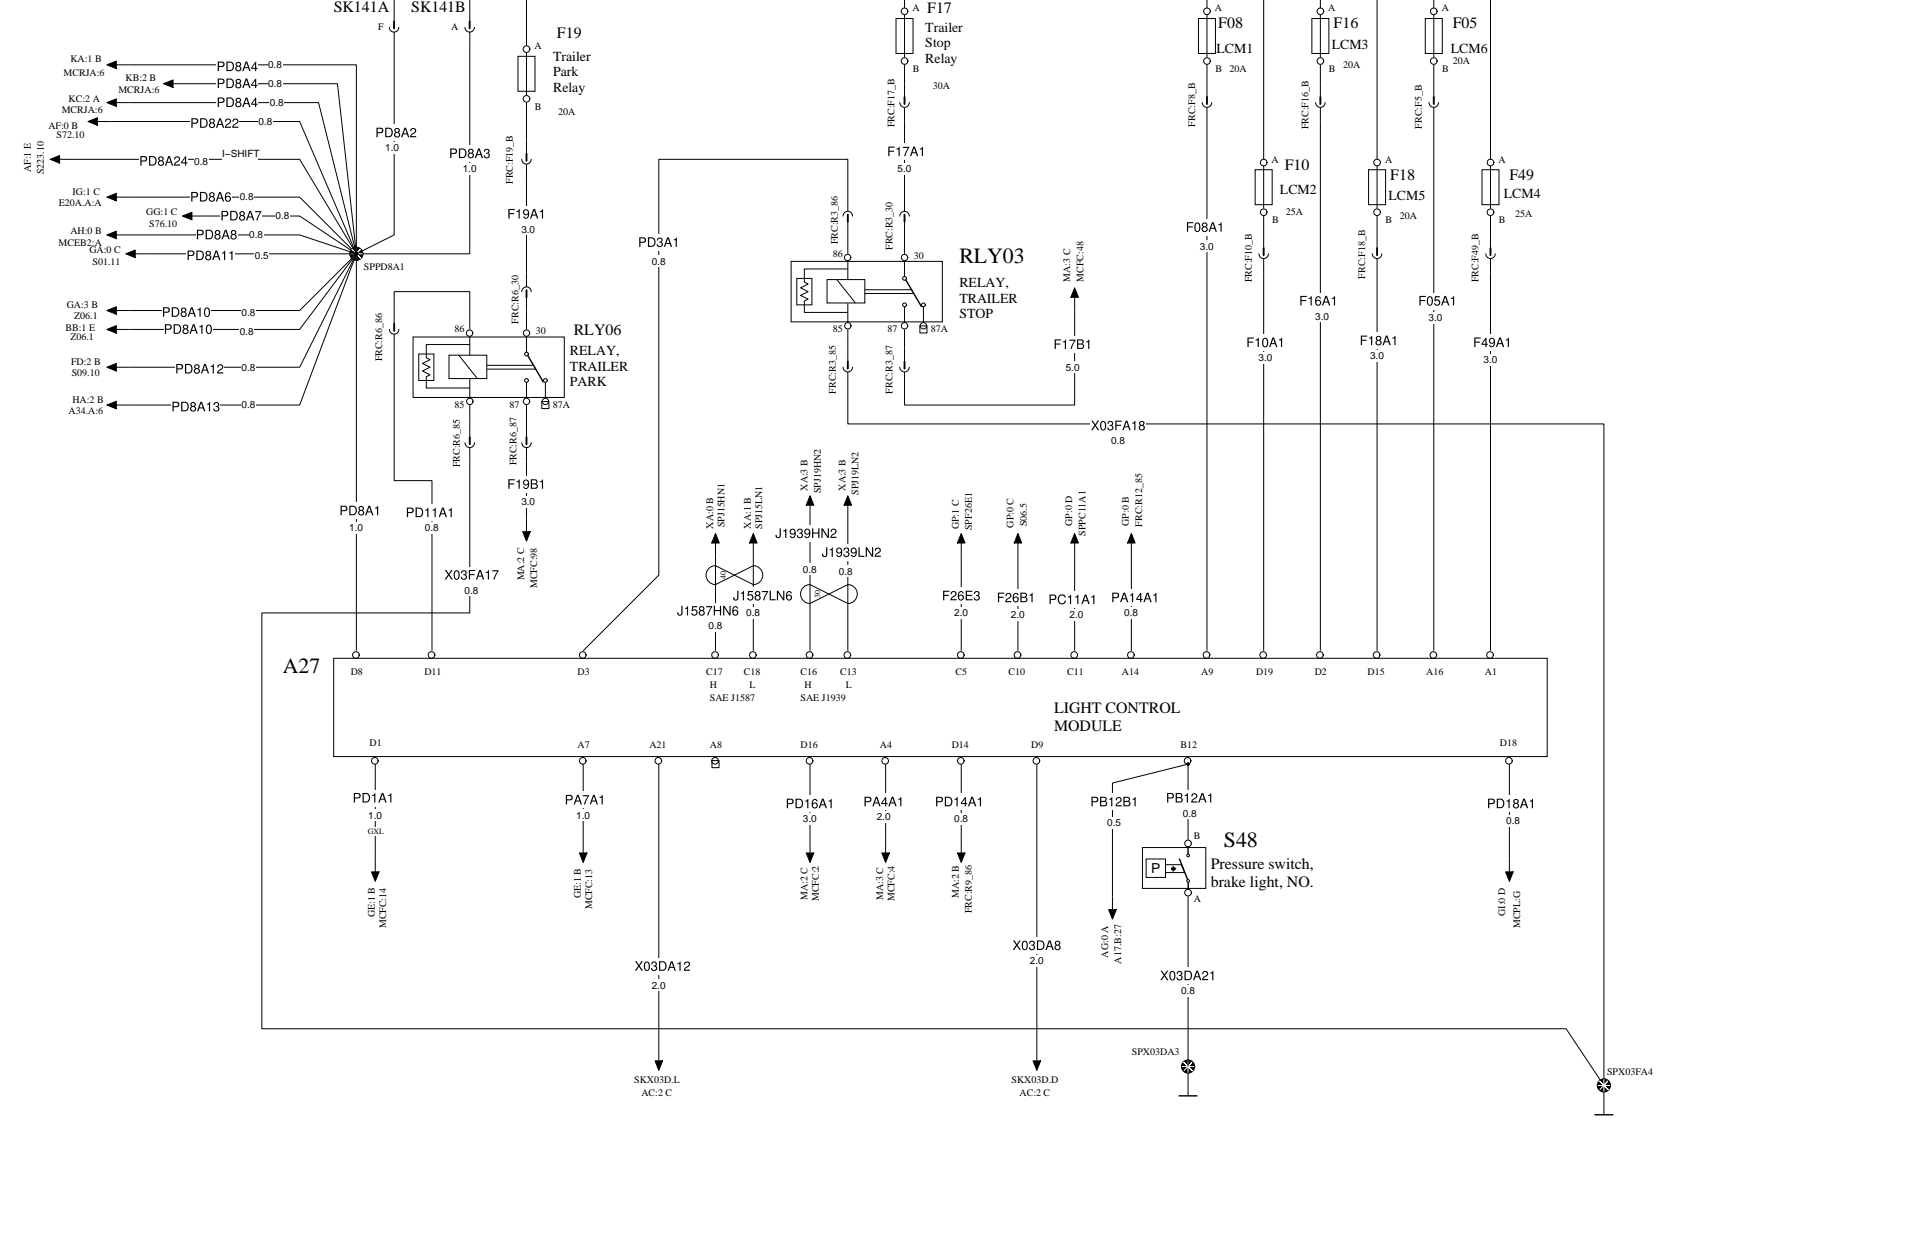 SK141A
SK141B
F
A
F19
A
Trailer
Park
Relay
B
20A
A
F17
Trailer
Stop
Relay
B
30A
A
F08
LCM1
B
20A
A
F16
LCM3
B
20A
A
F05
LCM6
B
20A
KA:1 B
MCRJA:6
PD8A4
0.8
KB:2 B
MCRJA:6
PD8A4
0.8
KC:2 A
MCRJA:6
PD8A4
0.8
AF:0 B
S72.10
PD8A22
0.8
AF:1 E
S223.10
PD8A24
0.8
I-SHIFT
IG:1 C
E20A.A:A
PD8A6
0.8
GG:1 C
S76.10
PD8A7
0.8
AH:0 B
MCEB2:A
PD8A8
0.8
GA:0 C
S01.11
PD8A11
0.5
SPPD8A1
GA:3 B
Z06.1
PD8A10
0.8
BB:1 E
Z06.1
PD8A10
0.8
FD:2 B
S09.10
PD8A12
0.8
HA:2 B
A34.A:6
PD8A13
0.8
PD8A2
1.0
PD8A3
1.0
FRC:F19_B
F19A1
3.0
FRC:R6_30
FRC:R6_86
86
30
RLY06
RELAY,
TRAILER
PARK
85
87
87A
FRC:R6_85
FRC:R6_87
F19B1
3.0
MA:2 C
MCFC:98
PD8A1
1.0
PD11A1
0.8
X03FA17
0.8
PD3A1
0.8
FRC:F17_B
F17A1
5.0
FRC:R3_86
FRC:R3_30
86
30
RLY03
RELAY,
TRAILER
STOP
85
87
87A
FRC:R3_85
FRC:R3_87
MA:3 C
MCFC:48
F17B1
5.0
X03FA18
0.8
FRC:F8_B
F08A1
3.0
A
F10
LCM2
B
25A
FRC:F10_B
F10A1
3.0
FRC:F16_B
F16A1
3.0
A
F18
LCM5
B
20A
FRC:F18_B
F18A1
3.0
FRC:F5_B
F05A1
3.0
A
F49
LCM4
B
25A
FRC:F49_B
F49A1
3.0
XA:0 B
SPJ15HN1
XA:1 B
SPJ15LN1
XA:3 B
SPJ19HN2
XA:3 B
SPJ19LN2
J1939HN2
0.8
J1939LN2
0.8
40
30
J1587LN6
0.8
J1587HN6
0.8
GP:1 C
SPF26E1
F26E3
2.0
GP:0 C
S06.5
F26B1
2.0
GP:0 D
SPPC11A1
PC11A1
2.0
GP:0 B
FRC:R12_85
PA14A1
0.8
A27
D8
D11
D3
C17
H
C18
L
SAE J1587
C16
H
C13
L
SAE J1939
C5
C10
C11
A14
A9
D19
D2
D15
A16
A1
LIGHT CONTROL
MODULE
D1
A7
A21
A8
D16
A4
D14
D9
B12
D18
PD1A1
1.0
GXL
GE:1 B
MCFC:14
PA7A1
1.0
GE:1 B
MCFC:13
X03DA12
2.0
SKX03D.L
AC:2 C
PD16A1
3.0
MA:2 C
MCFC:2
PA4A1
2.0
MA:3 C
MCFC:4
PD14A1
0.8
MA:2 B
FRC:R9_86
X03DA8
2.0
SKX03D.D
AC:2 C
PB12B1
0.5
AG:0 A
A17.B:27
PB12A1
0.8
B
S48
P
Pressure switch,
brake light, NO.
A
X03DA21
0.8
SPX03DA3
PD18A1
0.8
GI:0 D
MCPL:G
SPX03FA4